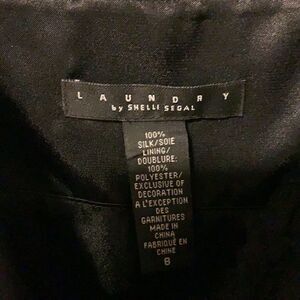 LAUNDRY
by SHELLI SEGAL
100%
SILK/SOIE
LINING/
DOUBLURE:
100%
POLYESTER/
EXCLUSIVE OF
DECORATION
A L'EXCEPTION
DES
GARNITURES
MADE IN
CHINA
FABRIQUÉ EN
CHINE
8